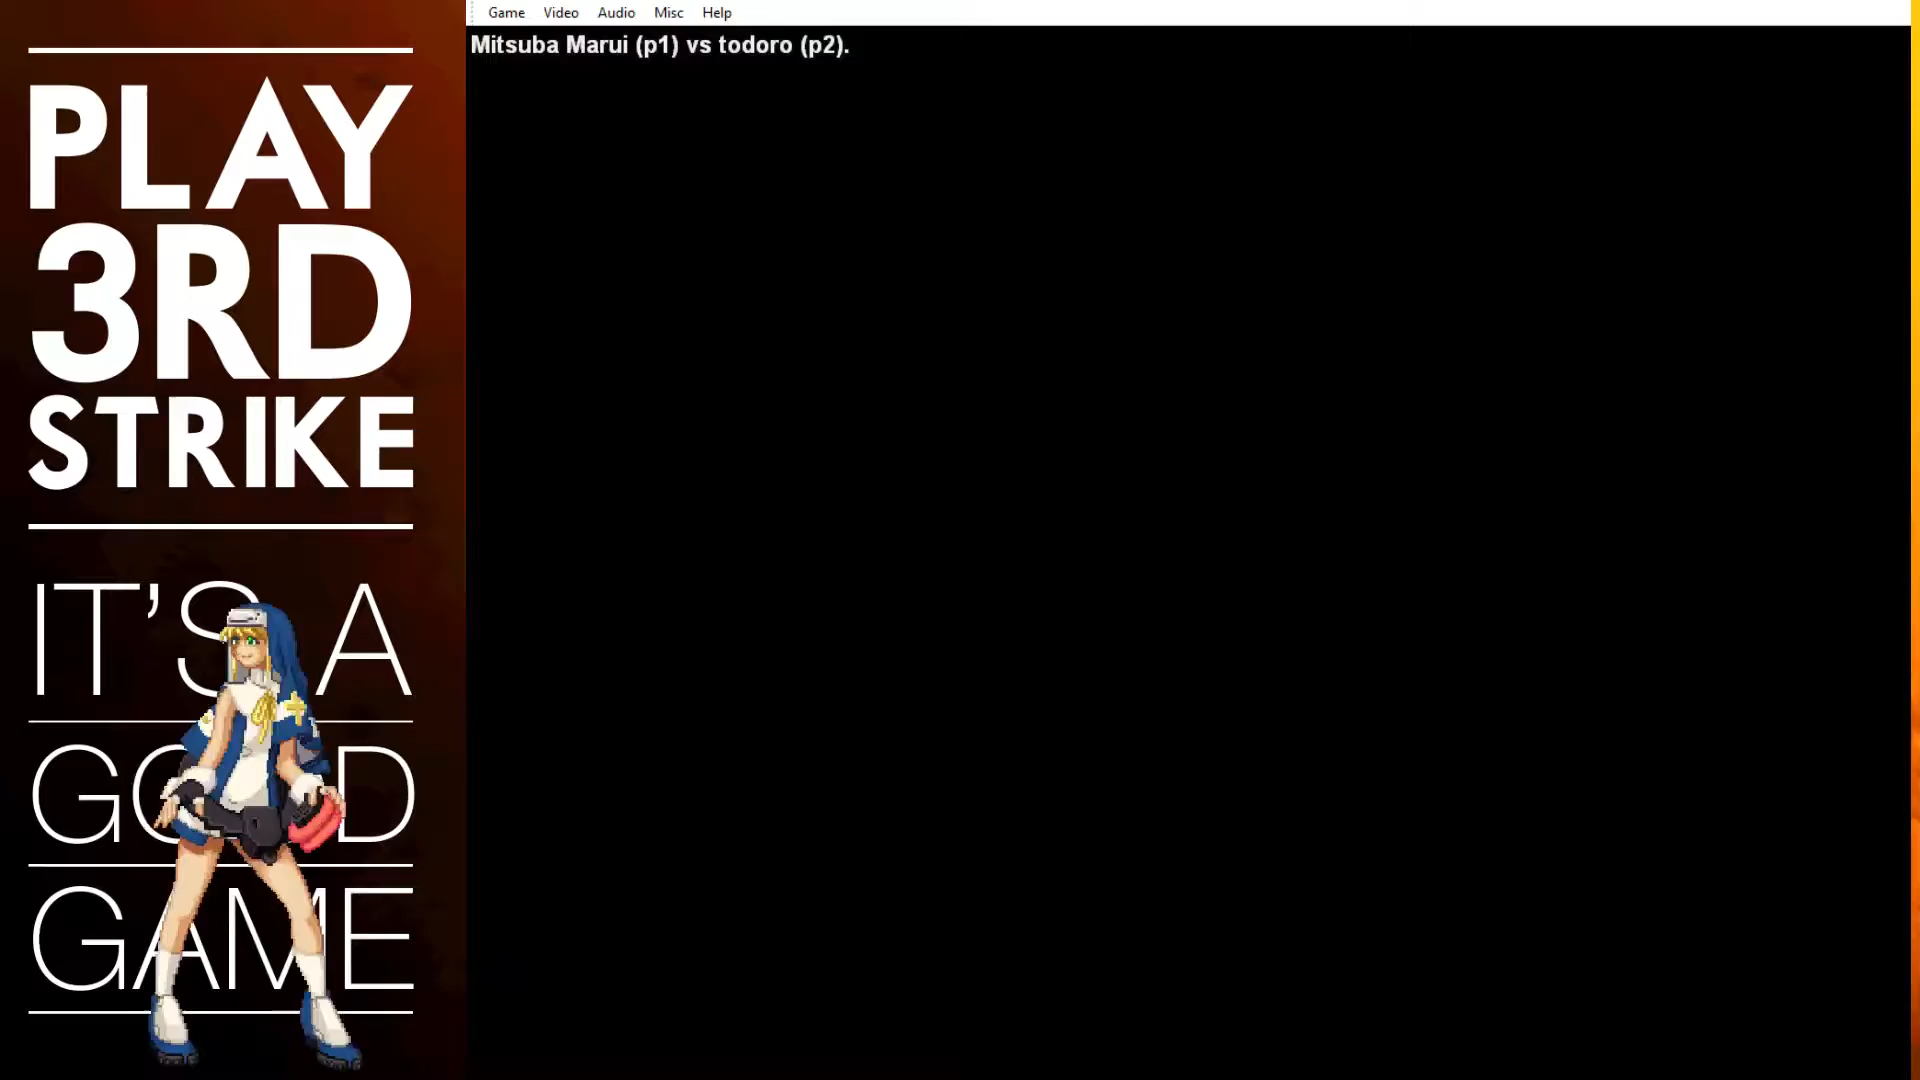 PLAY
3RD
STRIKE
IT'S A
GOOD
GAME
Game Video Audio Misc Help
Mitsuba Marui (p1) vs todoro (p2).